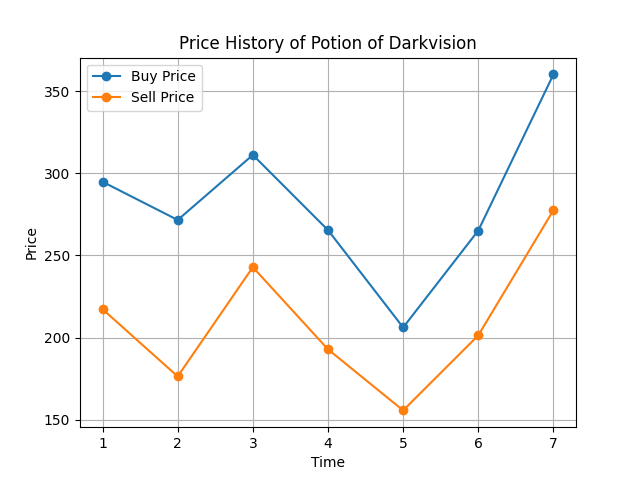 Price History of Potion of Darkvision
Buy Price
Sell Price
350
300
250
200
150
Price
1 2 3 4 5 6 7
Time